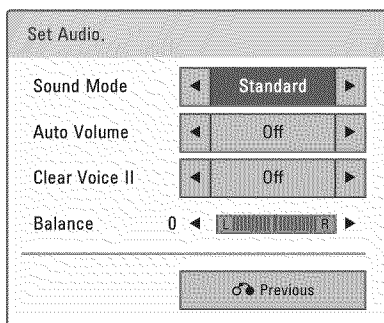 Set Audio.
Sound Mode ◄ Standard ►
Auto Volume ◄ Off ►
Clear Voice II ◄ Off ►
Balance 0 ◄ L R ►
Previous